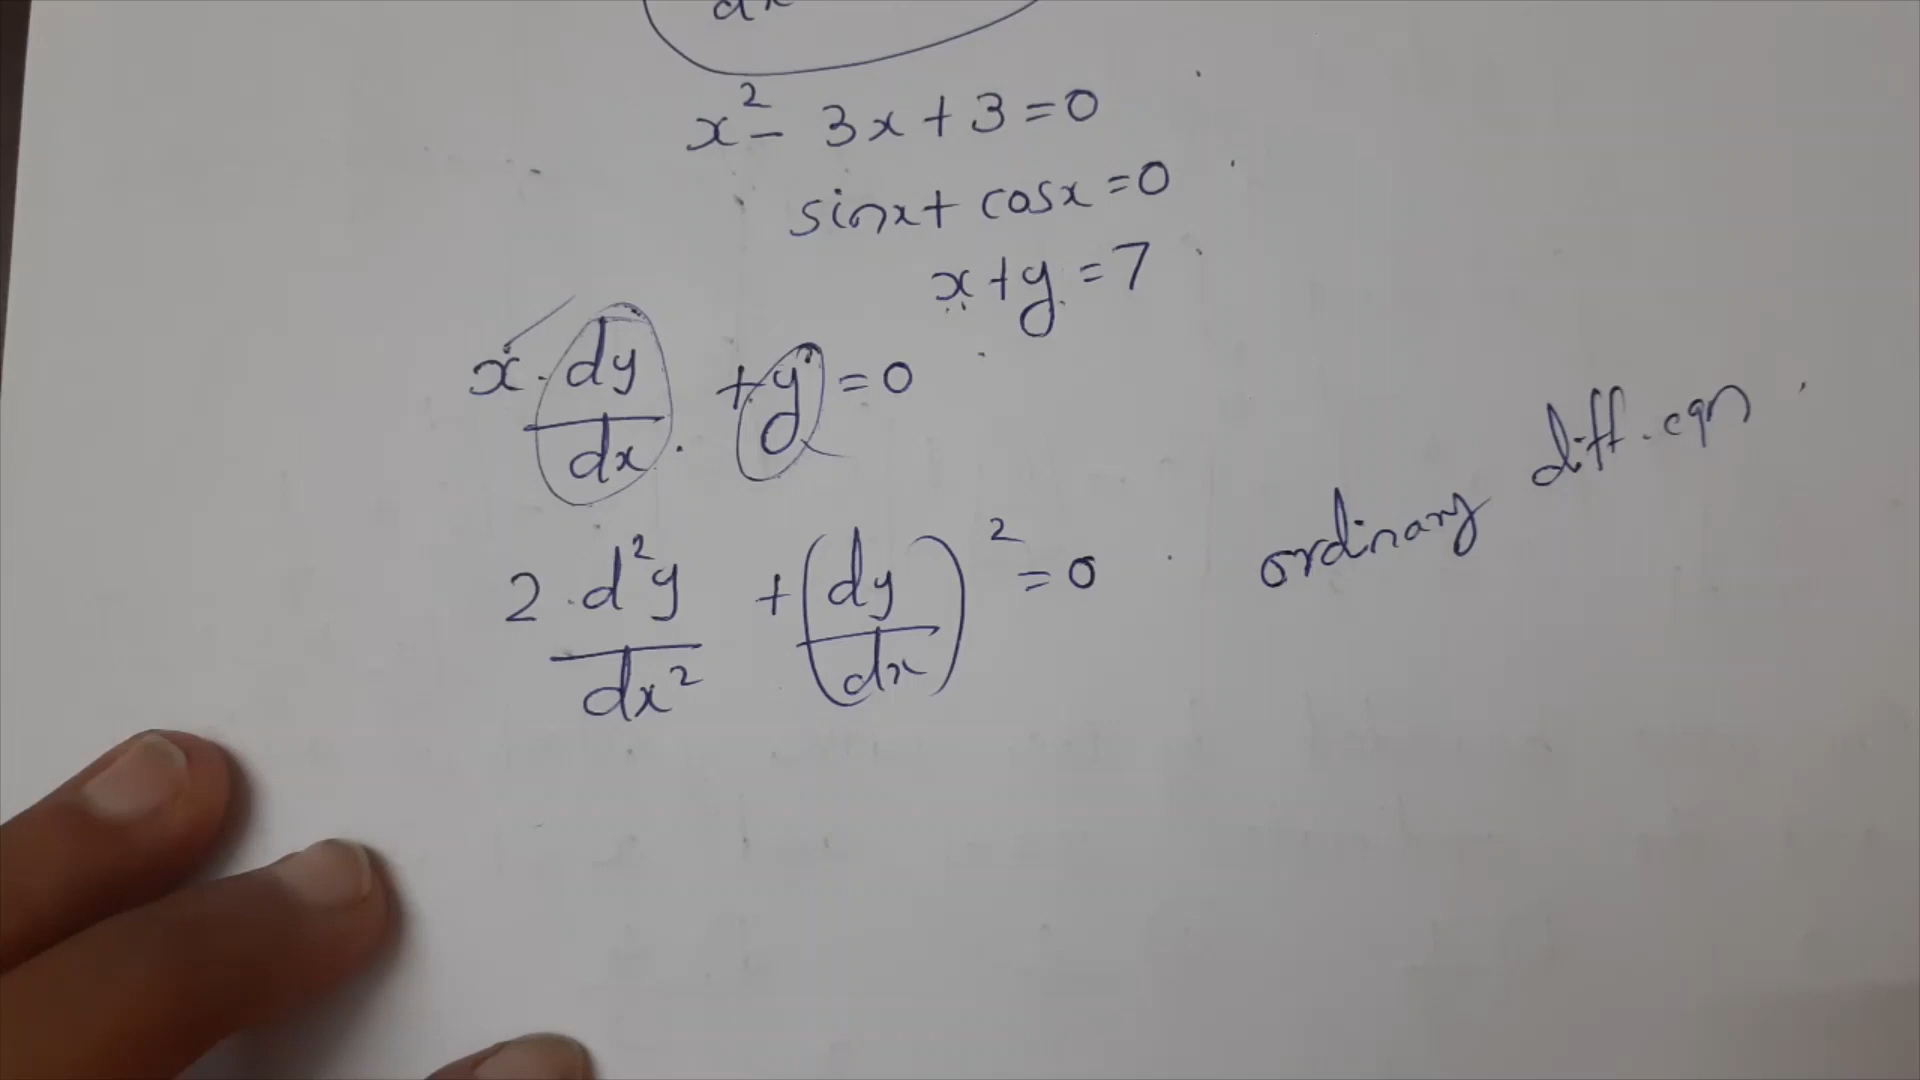 dx
x² - 3x + 3 = 0
sinx + cosx = 0
x + y = 7
x · dy/dx + y = 0
2 · d²y/dx² + (dy/dx)² = 0
ordinary diff. eqn